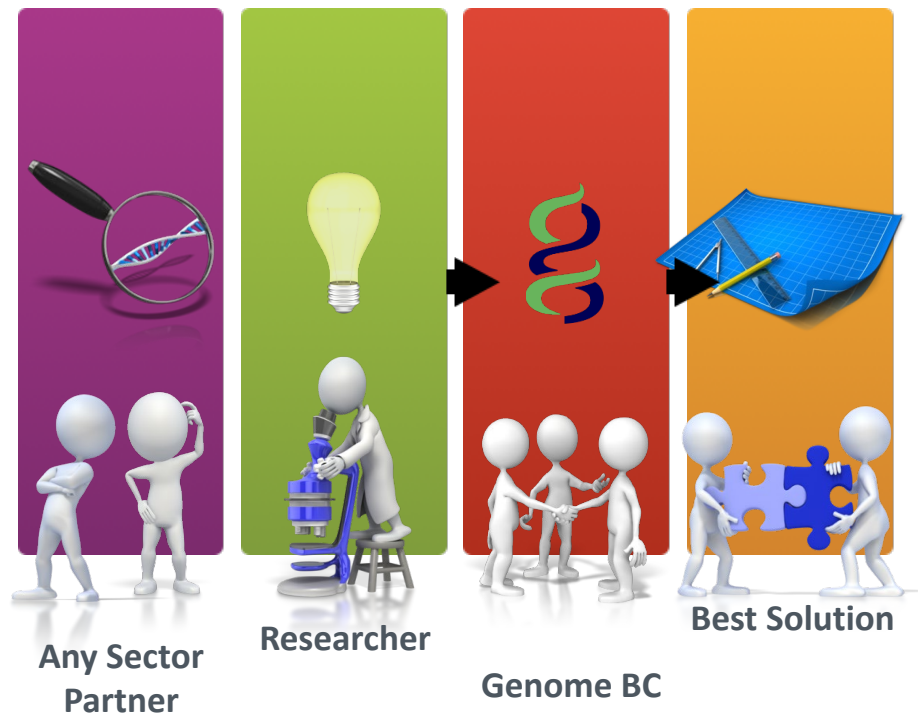 Any Sector
Partner
Researcher
Genome BC
Best Solution